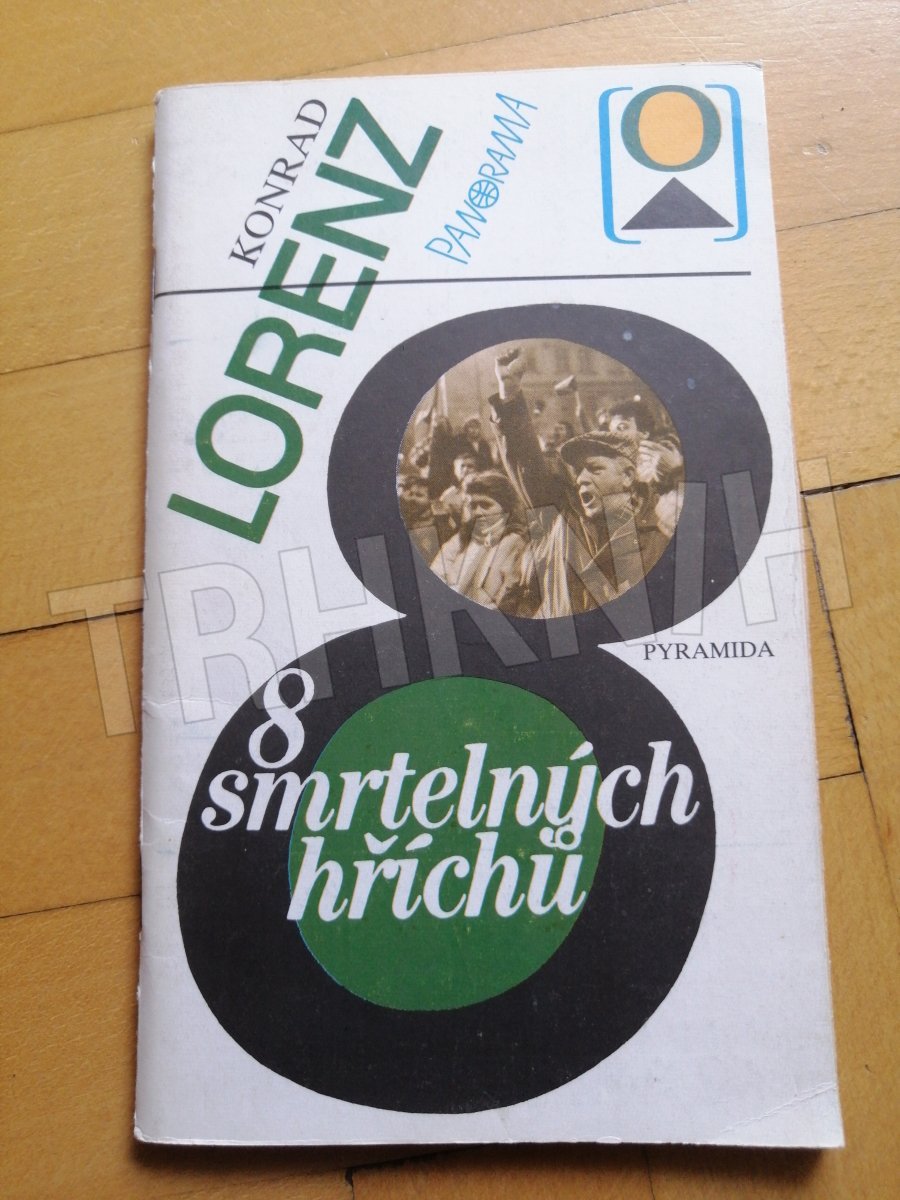 KONRAD
LORENZ
PANORAMA
PYRAMIDA
8
smrtelných
hříchů
TRHKNIH